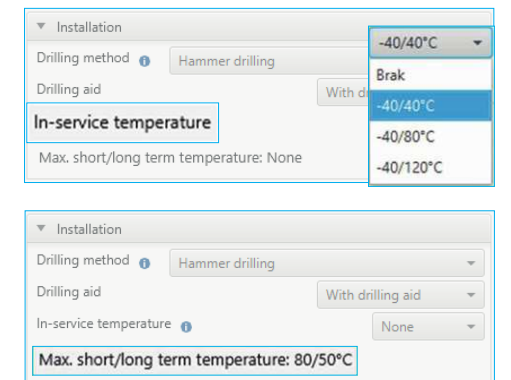 Installation
-40/40°C
Drilling method
Hammer drilling
Brak
Drilling aid
With d
-40/40°C
In-service temperature
-40/80°C
Max. short/long term temperature: None
-40/120°C
Installation
Drilling method
Hammer drilling
Drilling aid
With drilling aid
In-service temperature
None
Max. short/long term temperature: 80/50°C